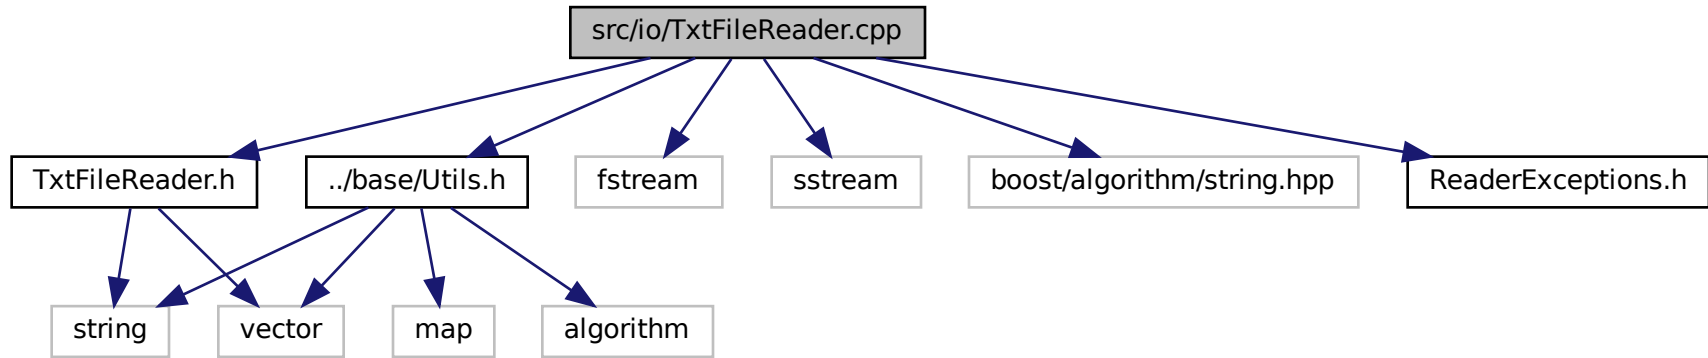 src/io/TxtFileReader.cpp
TxtFileReader.h
../base/Utils.h
fstream
sstream
boost/algorithm/string.hpp
ReaderExceptions.h
string
vector
map
algorithm